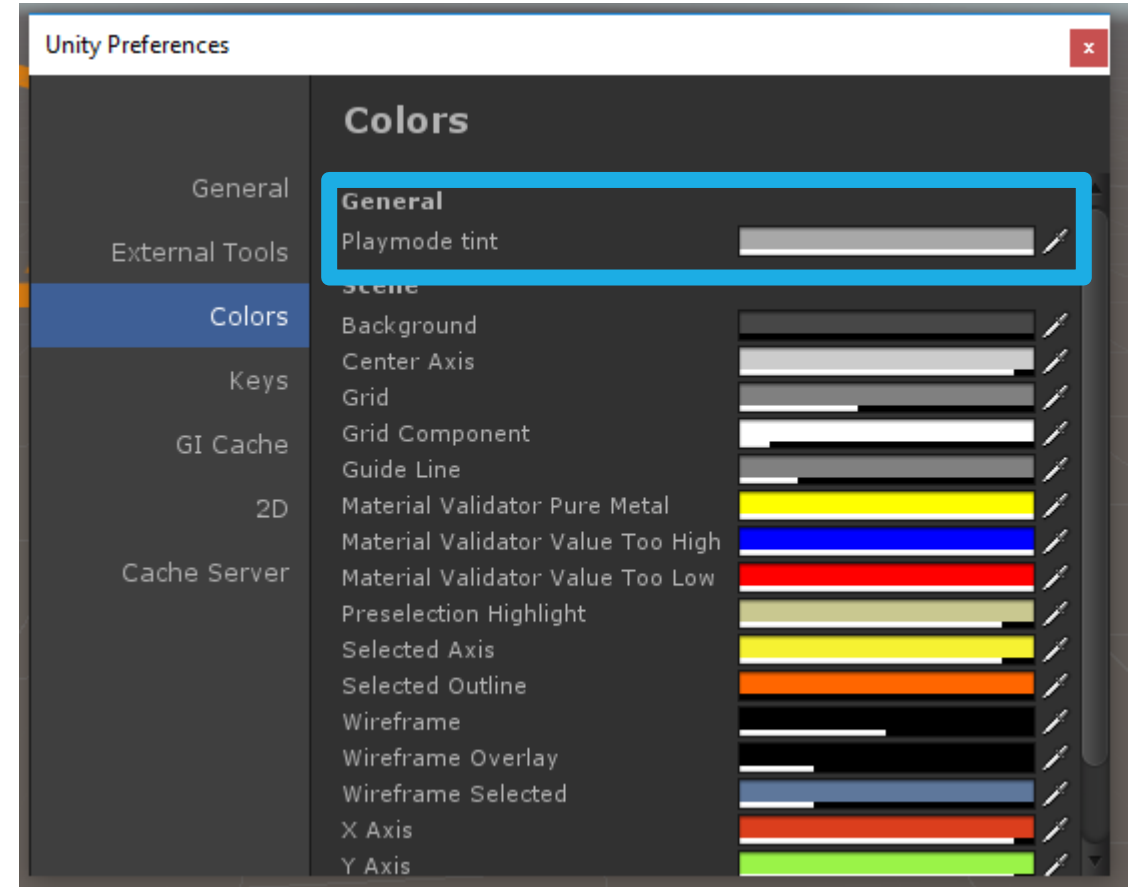 Unity Preferences
x
Colors
General
External Tools
Colors
Keys
GI Cache
2D
Cache Server
General
Playmode tint
Scene
Background
Center Axis
Grid
Grid Component
Guide Line
Material Validator Pure Metal
Material Validator Value Too High
Material Validator Value Too Low
Preselection Highlight
Selected Axis
Selected Outline
Wireframe
Wireframe Overlay
Wireframe Selected
X Axis
Y Axis